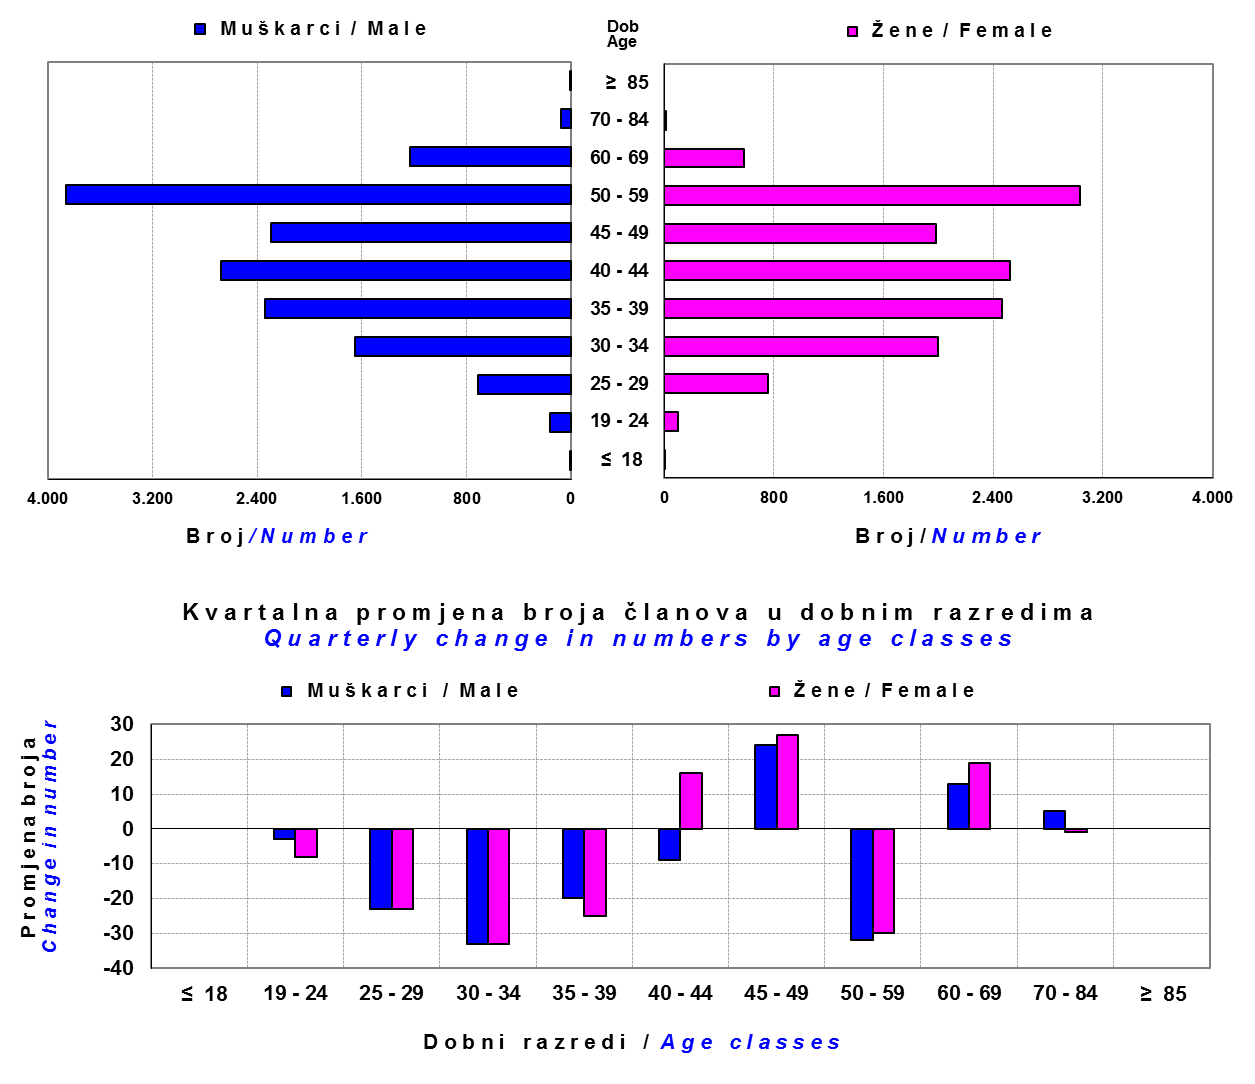 Muškarci / Male
Dob
Age
Žene / Female
≥ 85
70 - 84
60 - 69
50 - 59
45 - 49
40 - 44
35 - 39
30 - 34
25 - 29
19 - 24
≤ 18
4.000 3.200 2.400 1.600 800 0
0 800 1.600 2.400 3.200 4.000
Broj/Number
Broj/Number
Kvartalna promjena broja članova u dobnim razredima
Quarterly change in numbers by age classes
Muškarci / Male
Žene / Female
Promjena broja
Change in number
30
20
10
0
-10
-20
-30
-40
≤ 18 19 - 24 25 - 29 30 - 34 35 - 39 40 - 44 45 - 49 50 - 59 60 - 69 70 - 84 ≥ 85
Dobni razredi / Age classes